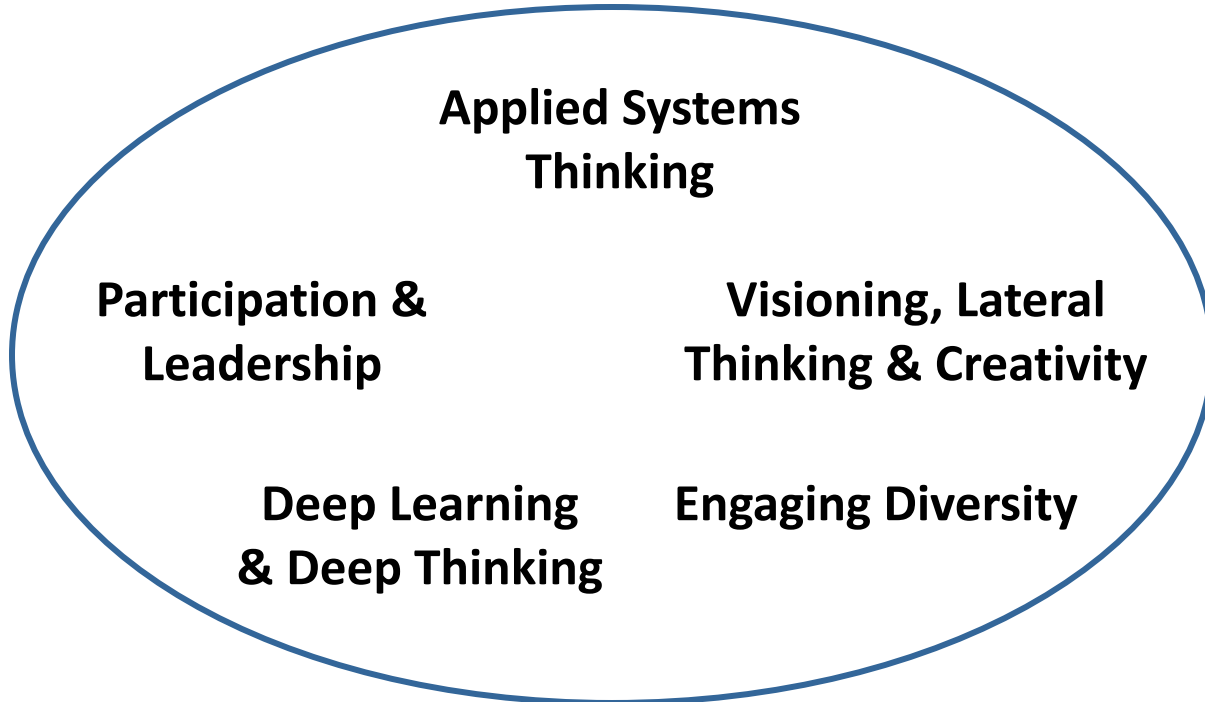 Applied Systems
Thinking
Participation &
Leadership
Visioning, Lateral
Thinking & Creativity
Deep Learning
& Deep Thinking
Engaging Diversity